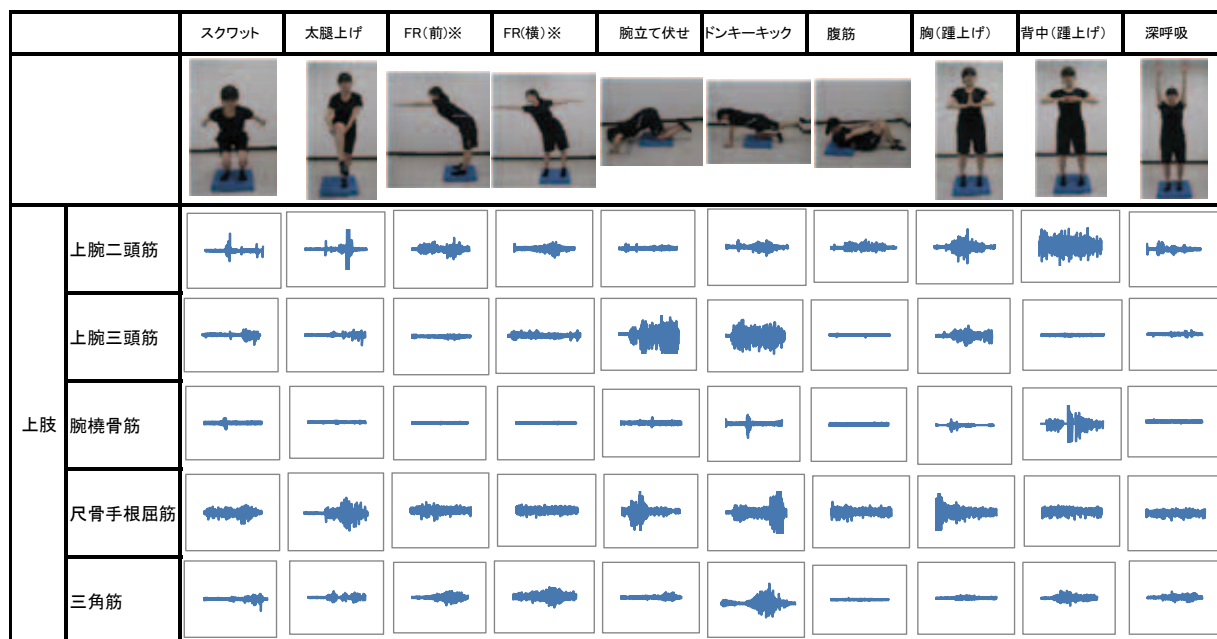 スクワット
太腿上げ
FR(前)※
FR(横)※
腕立て伏せ
ドンキーキック
腹筋
胸(踵上げ)
背中(踵上げ)
深呼吸
上肢
上腕二頭筋
上腕三頭筋
腕橈骨筋
尺骨手根屈筋
三角筋